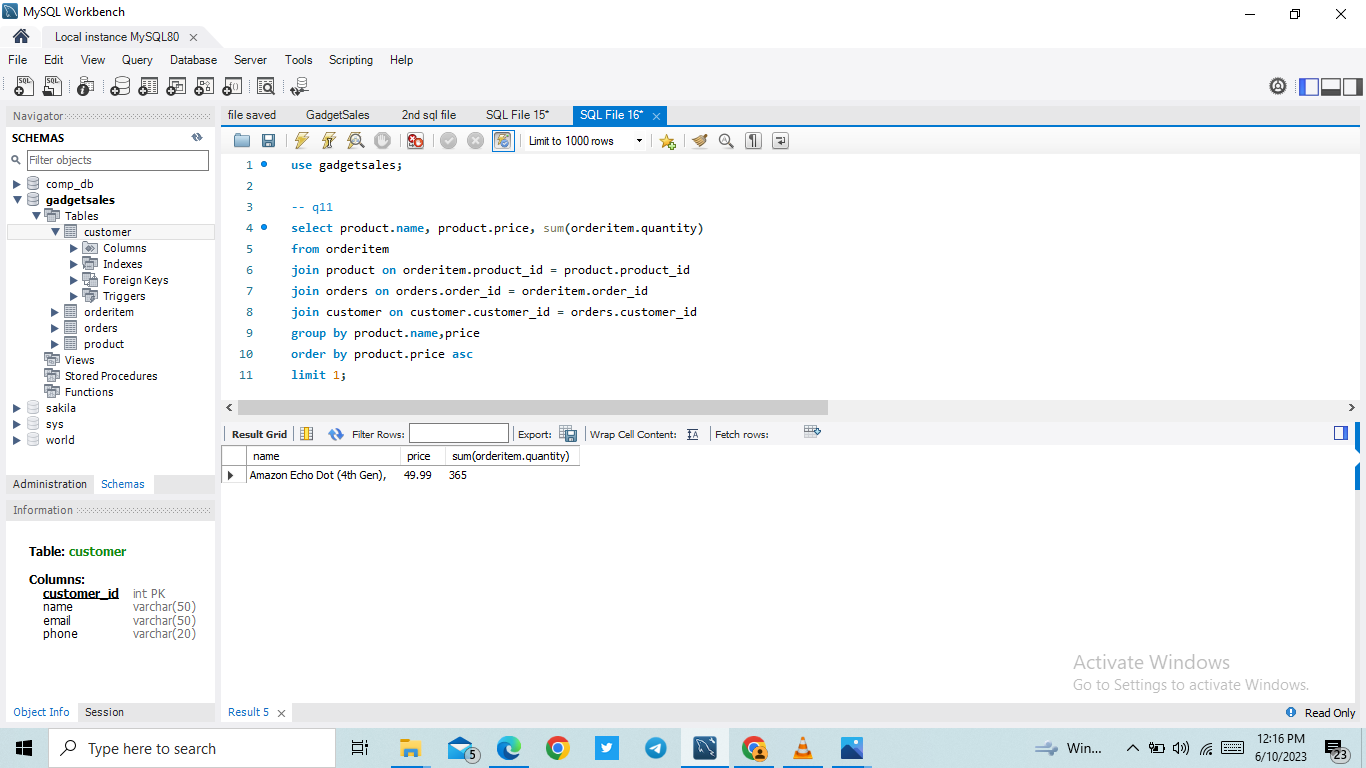 MySQL Workbench
Local instance MySQL80
File Edit View Query Database Server Tools Scripting Help
Navigator
SCHEMAS
Filter objects
comp_db
gadgetsales
Tables
customer
Columns
Indexes
Foreign Keys
Triggers
orderitem
orders
product
Views
Stored Procedures
Functions
sakila
sys
world
Administration Schemas
Information
Table: customer
Columns:
customer_id int PK
name varchar(50)
email varchar(50)
phone varchar(20)
Object Info Session
file saved GadgetSales 2nd sql file SQL File 15* SQL File 16*
Limit to 1000 rows
1 use gadgetsales;
2
3 -- q11
4 select product.name, product.price, sum(orderitem.quantity)
5 from orderitem
6 join product on orderitem.product_id = product.product_id
7 join orders on orders.order_id = orderitem.order_id
8 join customer on customer.customer_id = orders.customer_id
9 group by product.name,price
10 order by product.price asc
11 limit 1;
Result Grid Filter Rows: Export: Wrap Cell Content: Fetch rows:
name price sum(orderitem.quantity)
Amazon Echo Dot (4th Gen), 49.99 365
Activate Windows
Go to Settings to activate Windows.
Result 5 Read Only
Type here to search
5
Win...
12:16 PM
6/10/2023
23